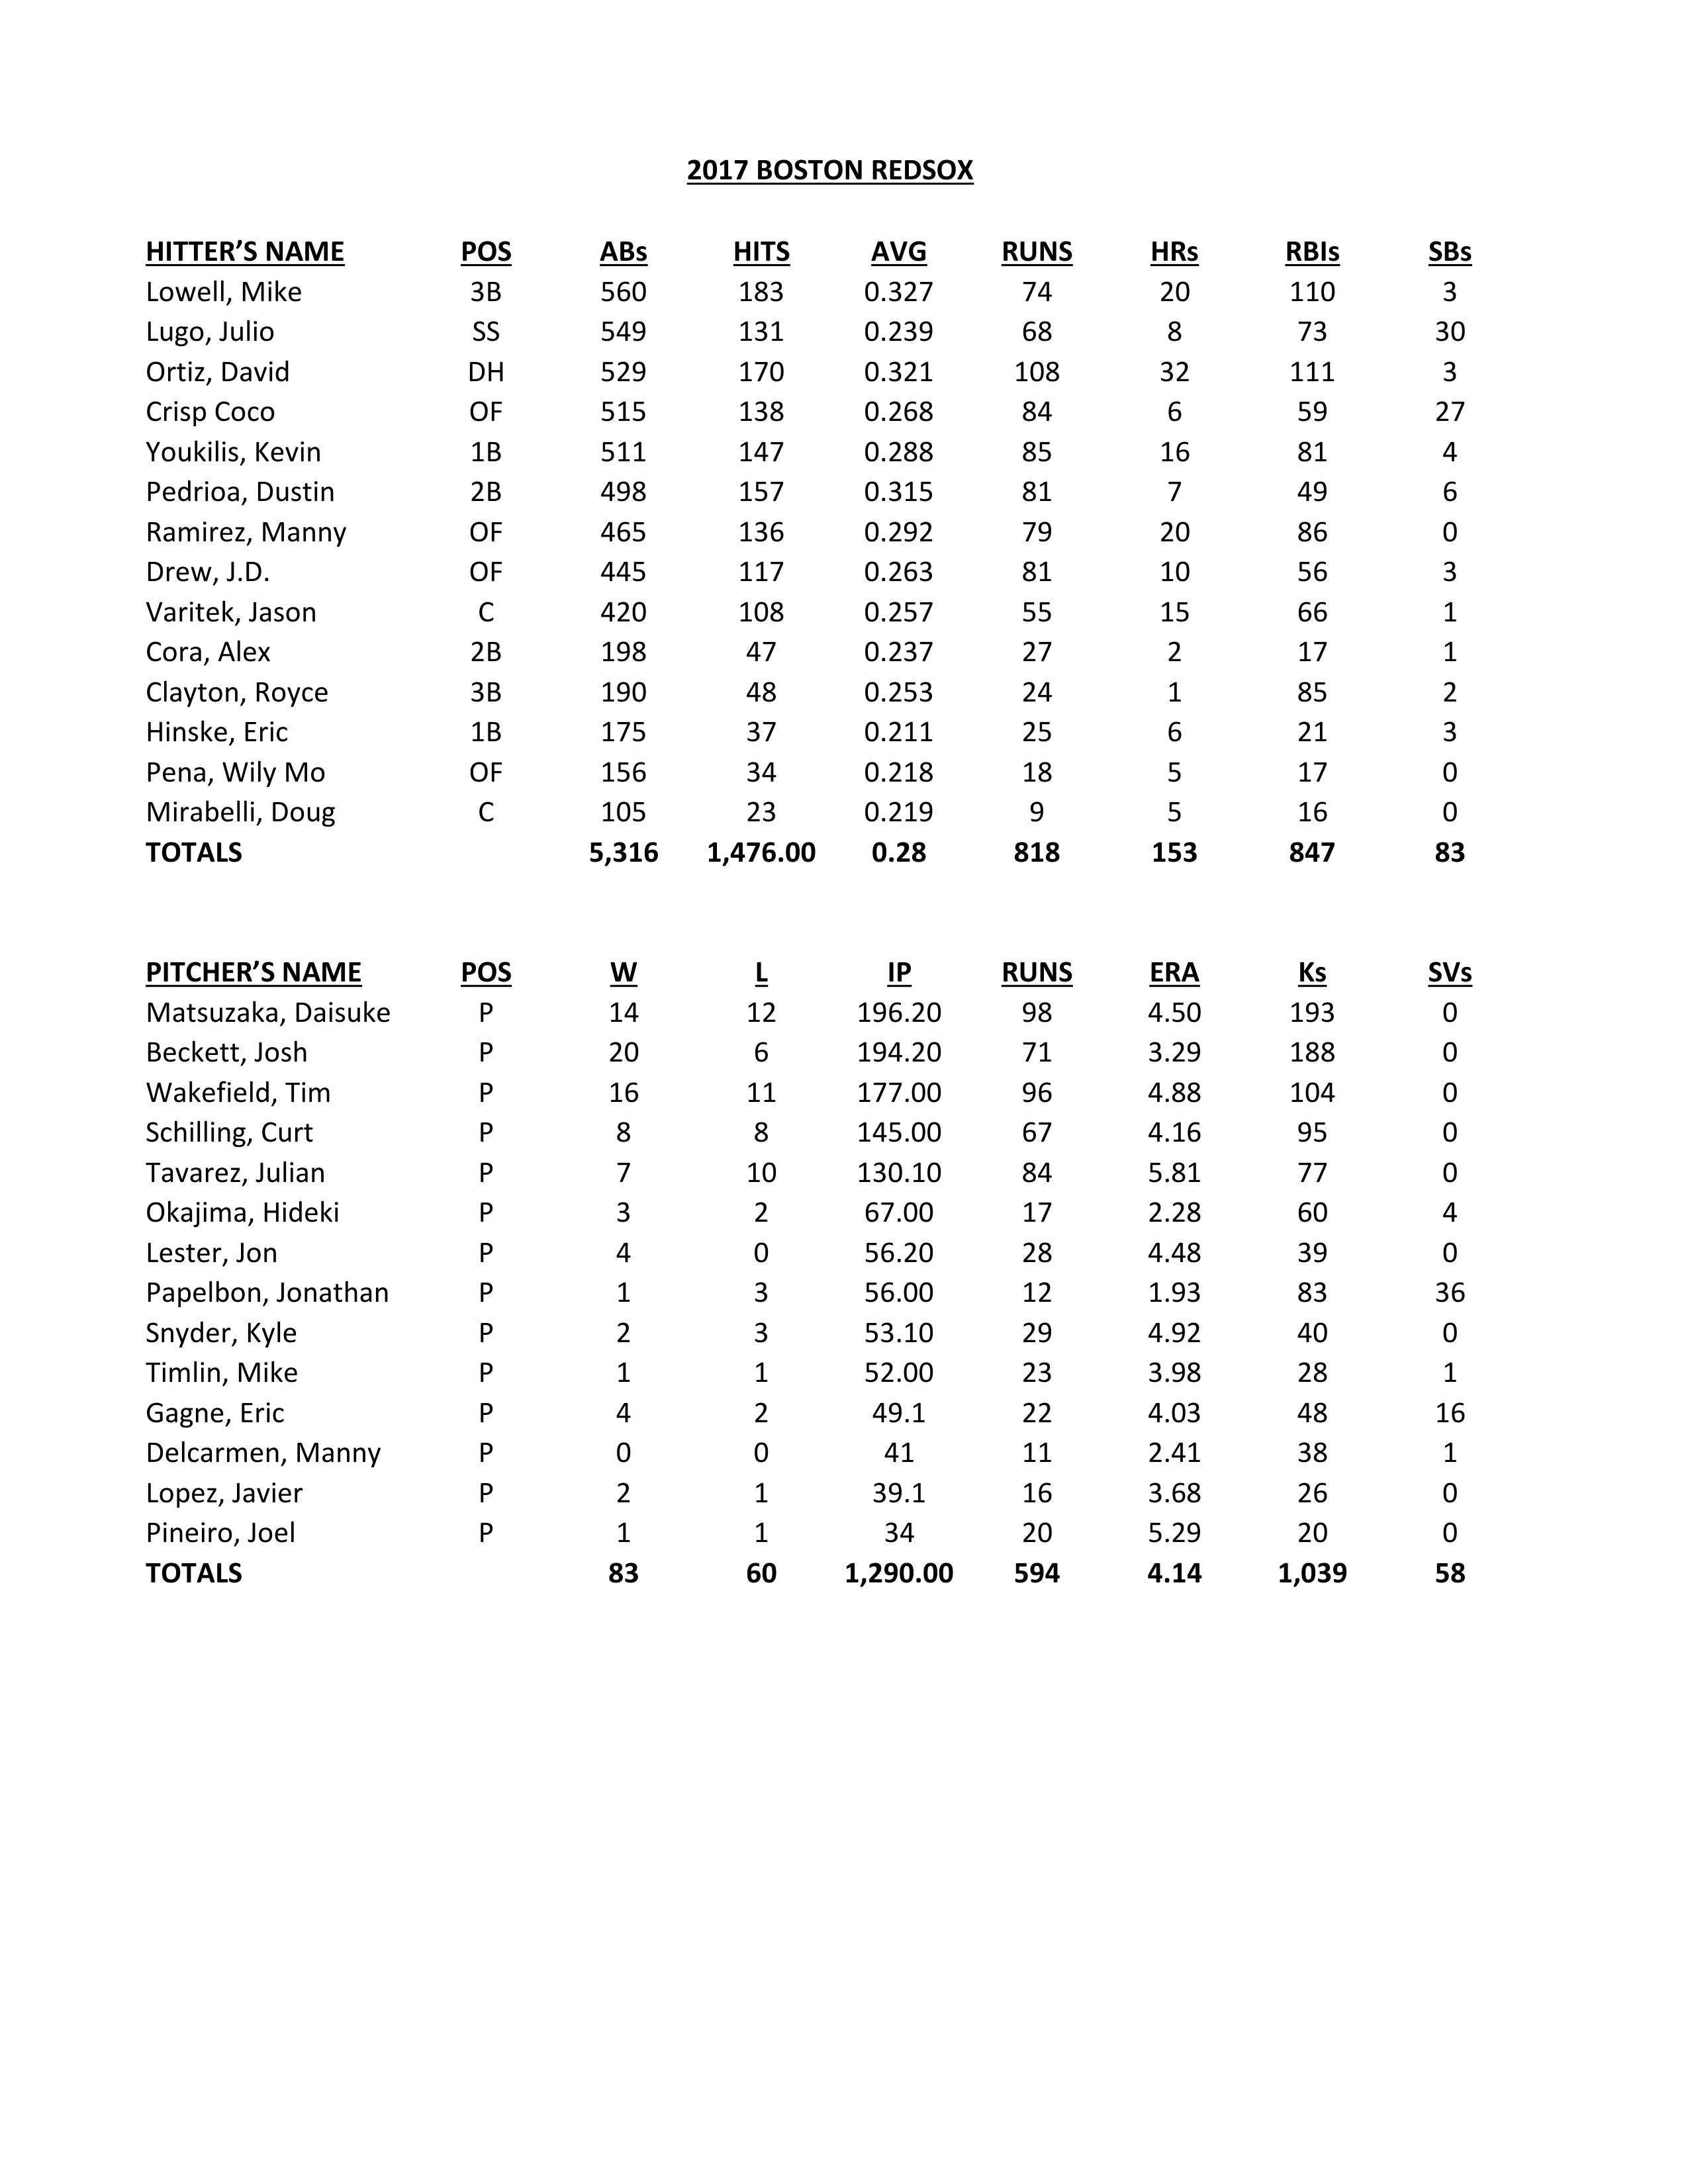 2017 BOSTON REDSOX
HITTER’S NAME POS ABs HITS AVG RUNS HRs RBIs SBs
Lowell, Mike 3B 560 183 0.327 74 20 110 3
Lugo, Julio SS 549 131 0.239 68 8 73 30
Ortiz, David DH 529 170 0.321 108 32 111 3
Crisp Coco OF 515 138 0.268 84 6 59 27
Youkilis, Kevin 1B 511 147 0.288 85 16 81 4
Pedrioa, Dustin 2B 498 157 0.315 81 7 49 6
Ramirez, Manny OF 465 136 0.292 79 20 86 0
Drew, J.D. OF 445 117 0.263 81 10 56 3
Varitek, Jason C 420 108 0.257 55 15 66 1
Cora, Alex 2B 198 47 0.237 27 2 17 1
Clayton, Royce 3B 190 48 0.253 24 1 85 2
Hinske, Eric 1B 175 37 0.211 25 6 21 3
Pena, Wily Mo OF 156 34 0.218 18 5 17 0
Mirabelli, Doug C 105 23 0.219 9 5 16 0
TOTALS 5,316 1,476.00 0.28 818 153 847 83
PITCHER’S NAME POS W L IP RUNS ERA Ks SVs
Matsuzaka, Daisuke P 14 12 196.20 98 4.50 193 0
Beckett, Josh P 20 6 194.20 71 3.29 188 0
Wakefield, Tim P 16 11 177.00 96 4.88 104 0
Schilling, Curt P 8 8 145.00 67 4.16 95 0
Tavarez, Julian P 7 10 130.10 84 5.81 77 0
Okajima, Hideki P 3 2 67.00 17 2.28 60 4
Lester, Jon P 4 0 56.20 28 4.48 39 0
Papelbon, Jonathan P 1 3 56.00 12 1.93 83 36
Snyder, Kyle P 2 3 53.10 29 4.92 40 0
Timlin, Mike P 1 1 52.00 23 3.98 28 1
Gagne, Eric P 4 2 49.1 22 4.03 48 16
Delcarmen, Manny P 0 0 41 11 2.41 38 1
Lopez, Javier P 2 1 39.1 16 3.68 26 0
Pineiro, Joel P 1 1 34 20 5.29 20 0
TOTALS 83 60 1,290.00 594 4.14 1,039 58